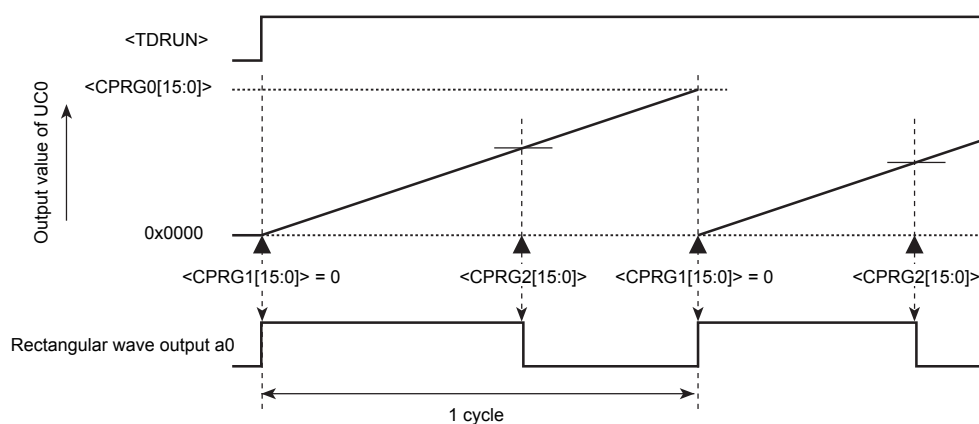 <TDRUN>
<CPRG0[15:0]>
Output value of UC0
0x0000
<CPRG1[15:0]> = 0
<CPRG2[15:0]>
<CPRG1[15:0]> = 0
<CPRG2[15:0]>
Rectangular wave output a0
1 cycle